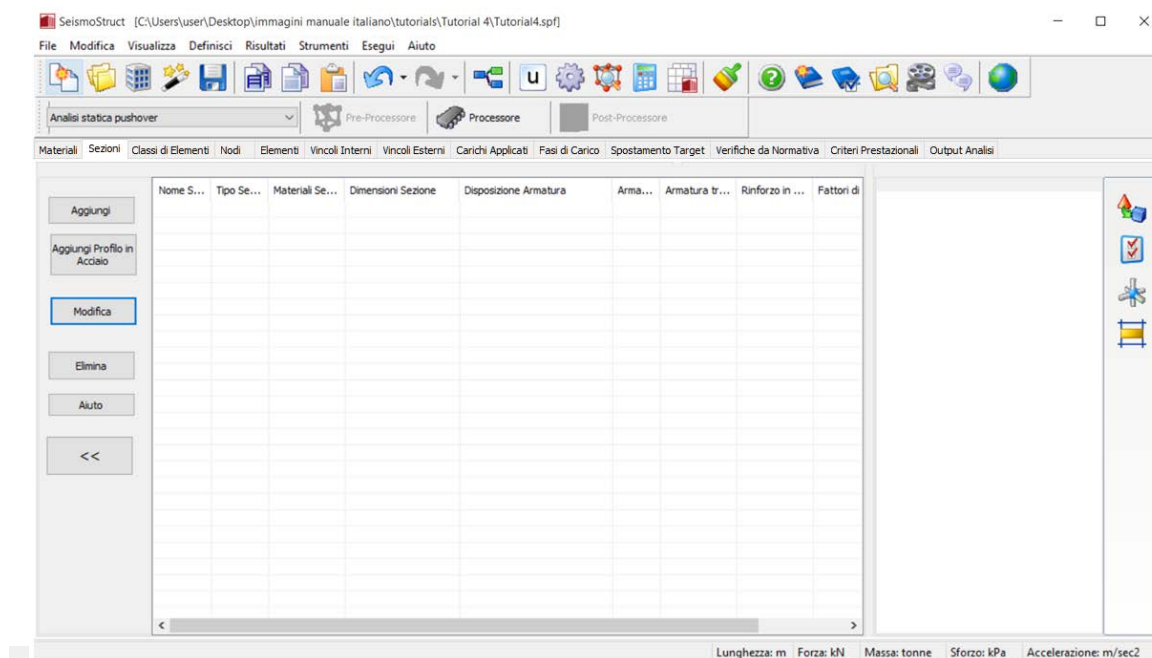 SeismoStruct [C:\Users\user\Desktop\immagini manuale italiano\tutorials\Tutorial 4\Tutorial4.spf]
File Modifica Visualizza Definisci Risultati Strumenti Esegui Aiuto
u
Analisi statica pushover Pre-Processore Processore Post-Processore
Materiali Sezioni Classi di Elementi Nodi Elementi Vincoli Interni Vincoli Esterni Carichi Applicati Fasi di Carico Spostamento Target Verifiche da Normativa Criteri Prestazionali Output Analisi
Nome S... Tipo Se... Materiali Se... Dimensioni Sezione Disposizione Armatura Arma... Armatura tr... Rinforzo in ... Fattori di
Aggiungi
Aggiungi Profilo in
Acciaio
Modifica
Elimina
Aiuto
<<
Lunghezza: m Forza: kN Massa: tonne Sforzo: kPa Accelerazione: m/sec2